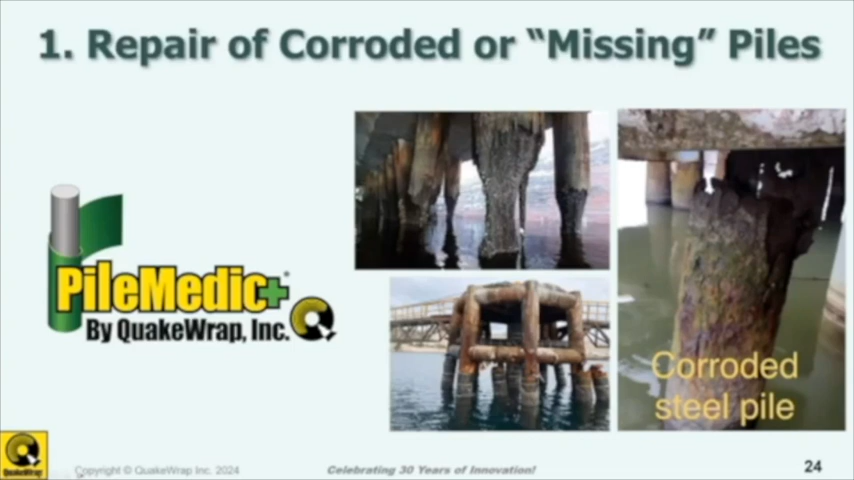 1. Repair of Corroded or “Missing” Piles
PileMedic+®
By QuakeWrap, Inc.
Corroded
steel pile
QuakeWrap
Copyright © QuakeWrap Inc. 2024
Celebrating 30 Years of Innovation!
24